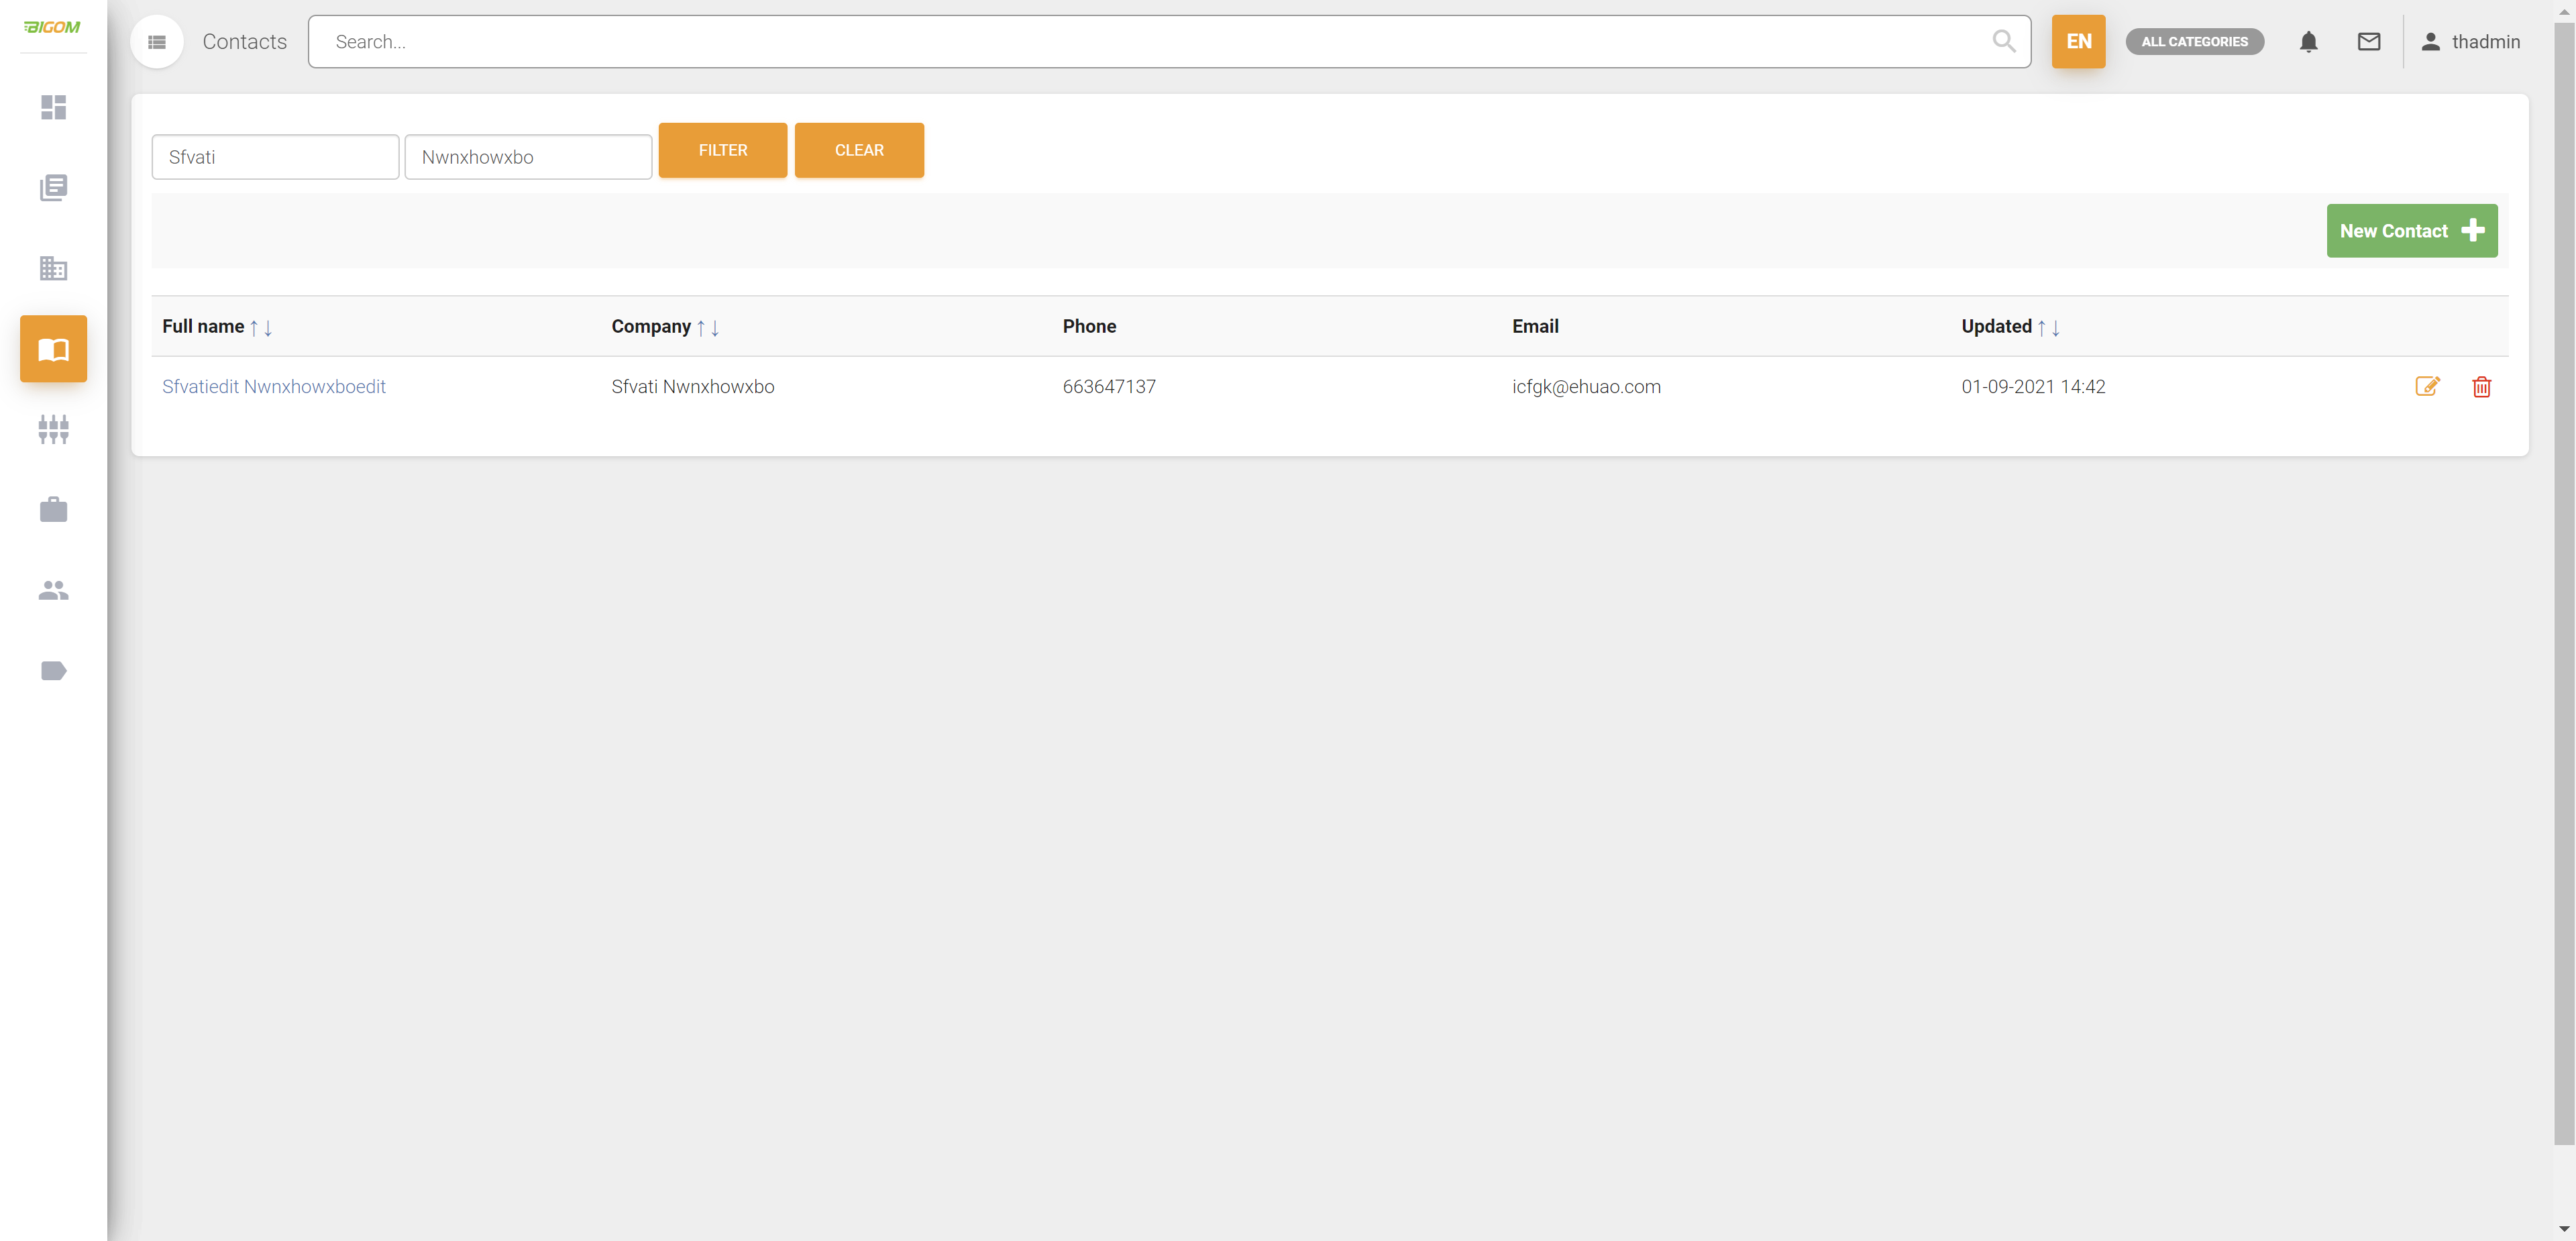 BIGOM
Contacts
Search...
EN
ALL CATEGORIES
thadmin
Sfvati
Nwnxhowxbo
FILTER
CLEAR
New Contact
Full name
Company
Phone
Email
Updated
Sfvatiedit Nwnxhowxboedit
Sfvati Nwnxhowxbo
663647137
icfgk@ehuao.com
01-09-2021 14:42